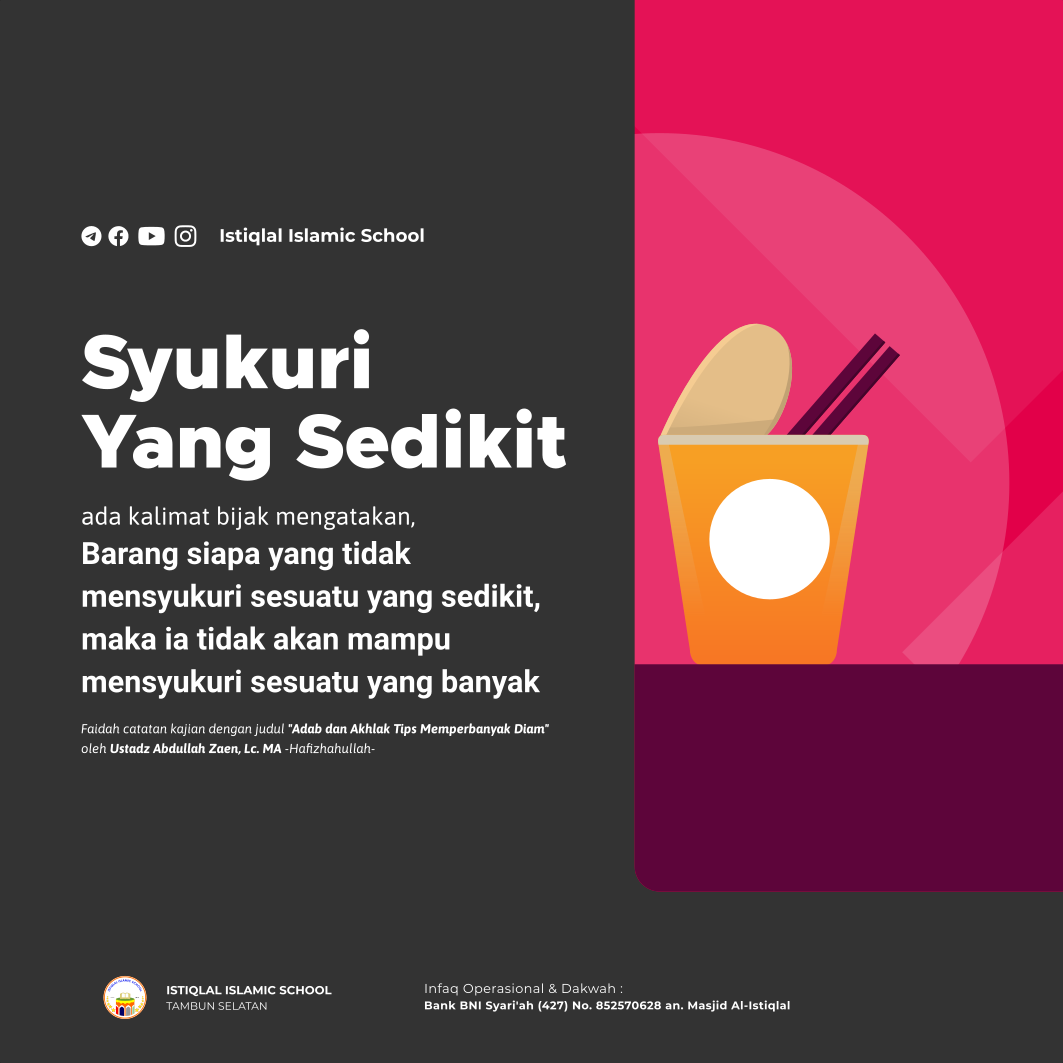 Istiqlal Islamic School
Syukuri
Yang Sedikit
ada kalimat bijak mengatakan,
Barang siapa yang tidak
mensyukuri sesuatu yang sedikit,
maka ia tidak akan mampu
mensyukuri sesuatu yang banyak
Faidah catatan kajian dengan judul "Adab dan Akhlak Tips Memperbanyak Diam"
oleh Ustadz Abdullah Zaen, Lc. MA -Hafizhahullah-
ISTIQLAL ISLAMIC SCHOOL
TAMBUN SELATAN
Infaq Operasional & Dakwah :
Bank BNI Syari'ah (427) No. 852570628 an. Masjid Al-Istiqlal